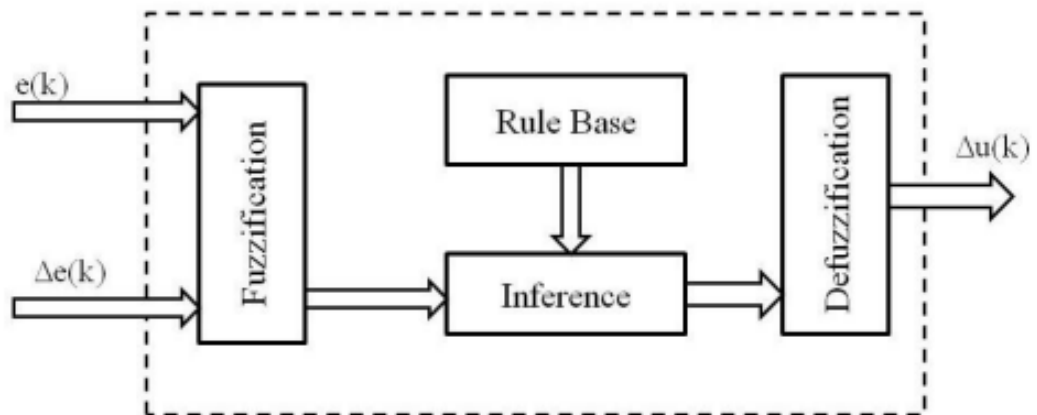 e(k)
Δe(k)
Fuzzification
Rule Base
Inference
Defuzzification
Δu(k)